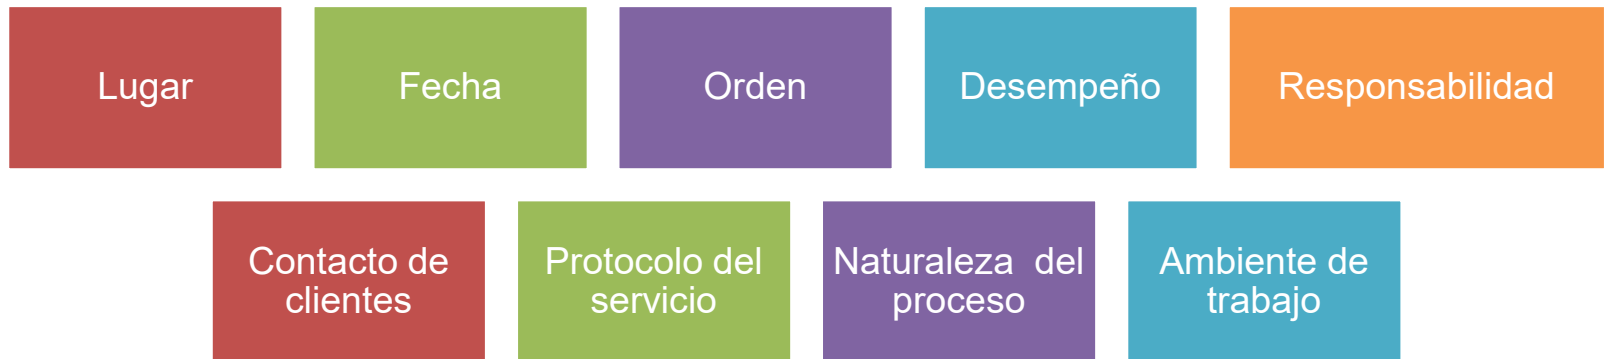 Lugar
Fecha
Orden
Desempeño
Responsabilidad
Contacto de
clientes
Protocolo del
servicio
Naturaleza  del
proceso
Ambiente de
trabajo